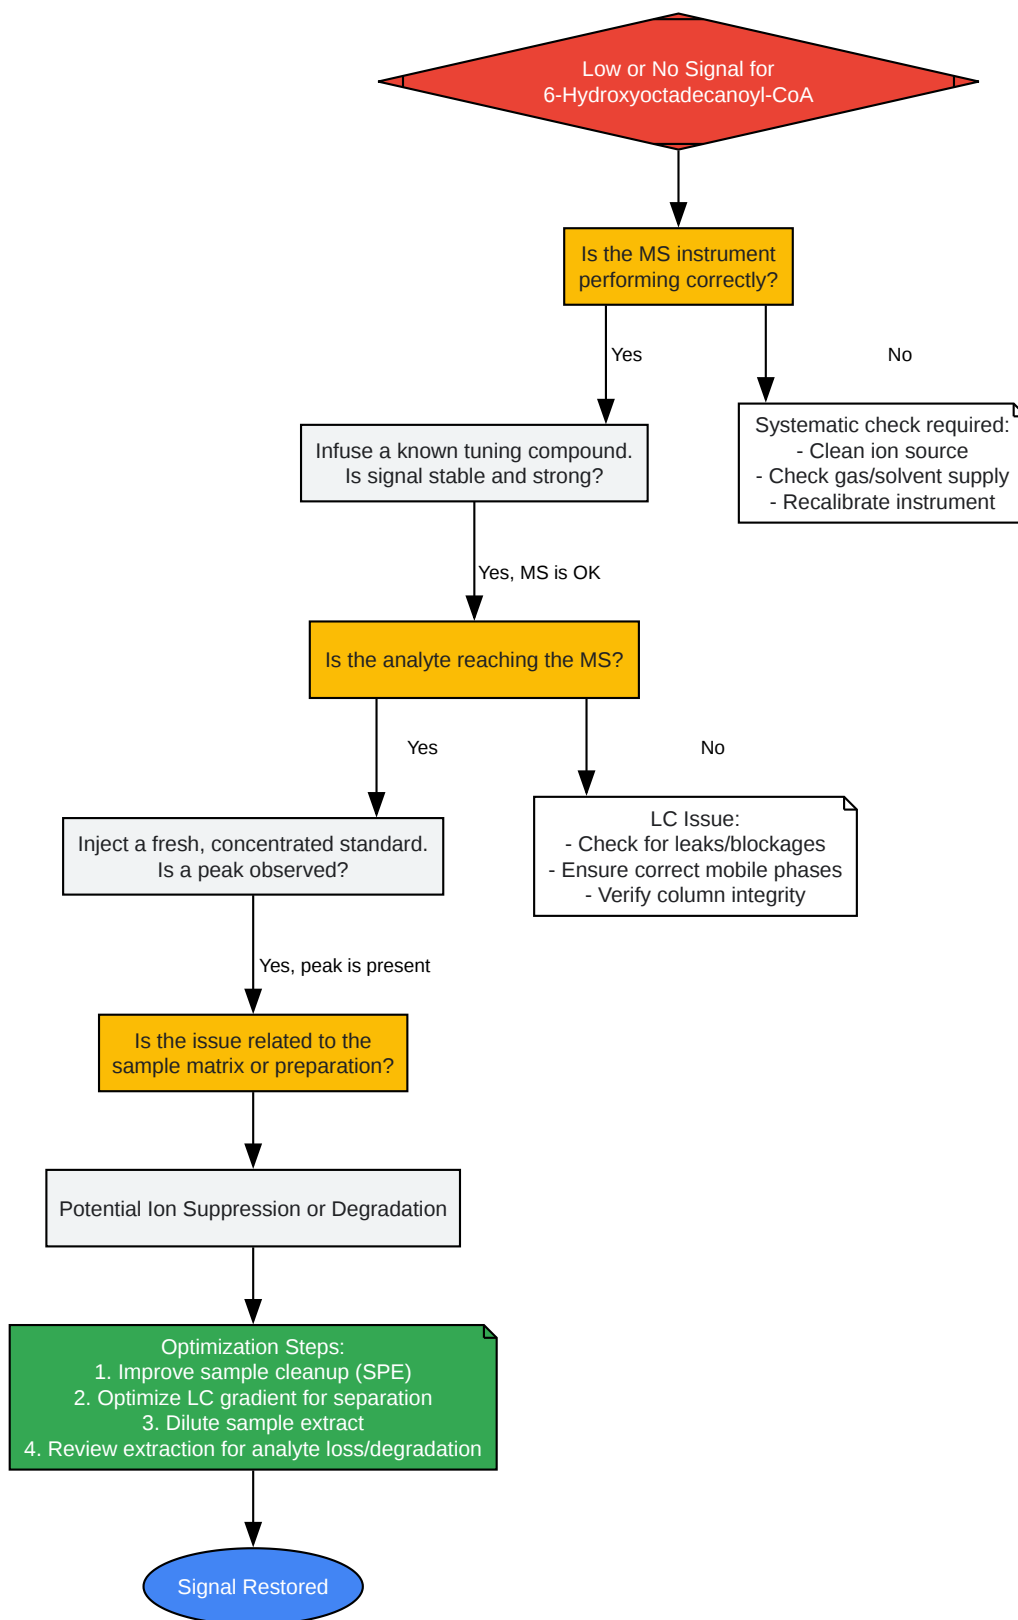 Low or No Signal for
6-Hydroxyoctadecanoyl-CoA
Is the MS instrument
performing correctly?
Yes
No
Infuse a known tuning compound.
Is signal stable and strong?
Systematic check required:
- Clean ion source
- Check gas/solvent supply
- Recalibrate instrument
Yes, MS is OK
Is the analyte reaching the MS?
Yes
No
Inject a fresh, concentrated standard.
Is a peak observed?
LC Issue:
- Check for leaks/blockages
- Ensure correct mobile phases
- Verify column integrity
Yes, peak is present
Is the issue related to the
sample matrix or preparation?
Potential Ion Suppression or Degradation
Optimization Steps:
1. Improve sample cleanup (SPE)
2. Optimize LC gradient for separation
3. Dilute sample extract
4. Review extraction for analyte loss/degradation
Signal Restored